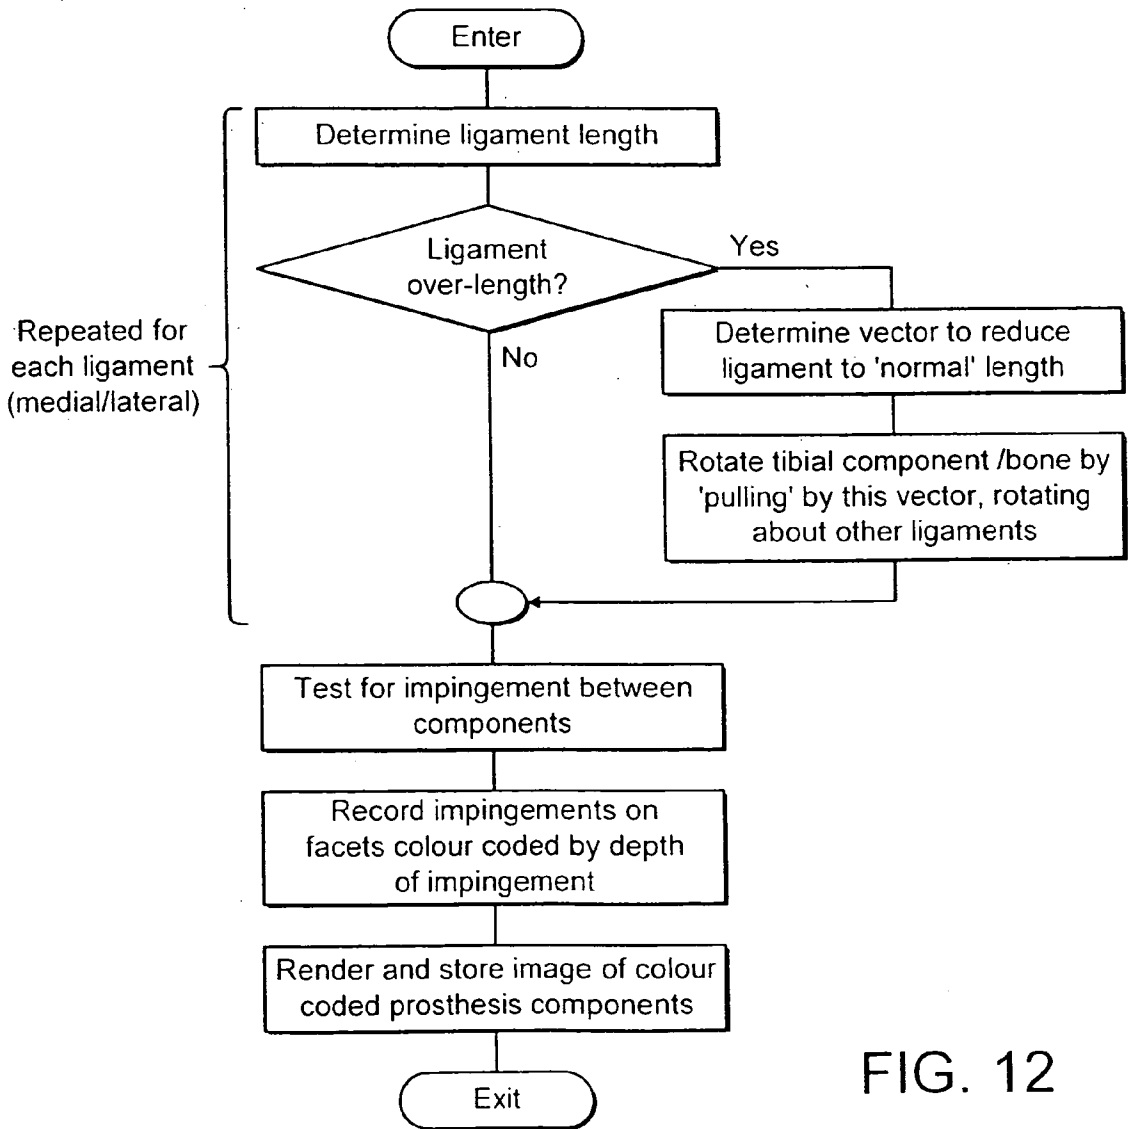 Enter
Determine ligament length
Ligament
over-length?
Yes
No
Repeated for
each ligament
(medial/lateral)
Determine vector to reduce
ligament to 'normal' length
Rotate tibial component /bone by
'pulling' by this vector, rotating
about other ligaments
Test for impingement between
components
Record impingements on
facets colour coded by depth
of impingement
Render and store image of colour
coded prosthesis components
Exit
FIG. 12